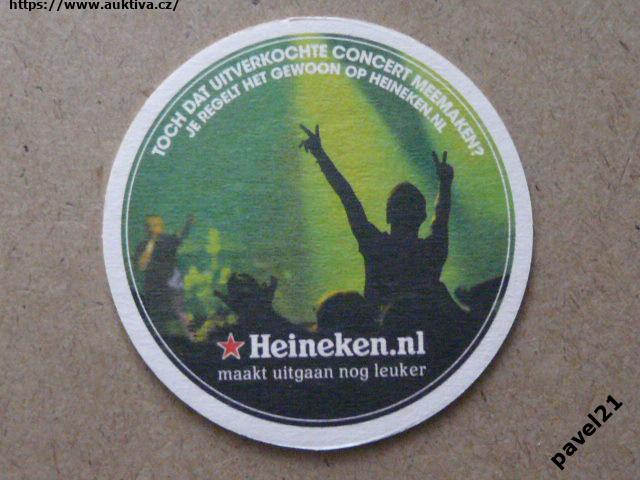 https://www.auktiva.cz/
TOCH DAT UITVERKOCHTE CONCERT MEEMAKEN?
JE REGELT HET GEWOON OP HEINEKEN.NL
Heineken.nl
maakt uitgaan nog leuker
pavel21